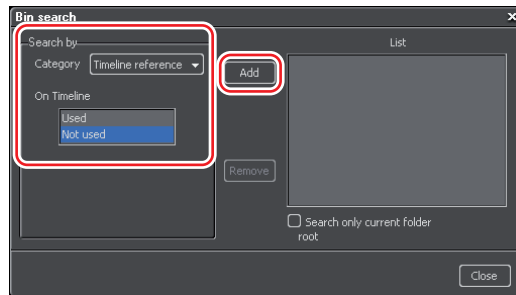 Bin search
Search by
Category Timeline reference
On Timeline
Used
Not used
Add
Remove
List
Search only current folder
root
Close